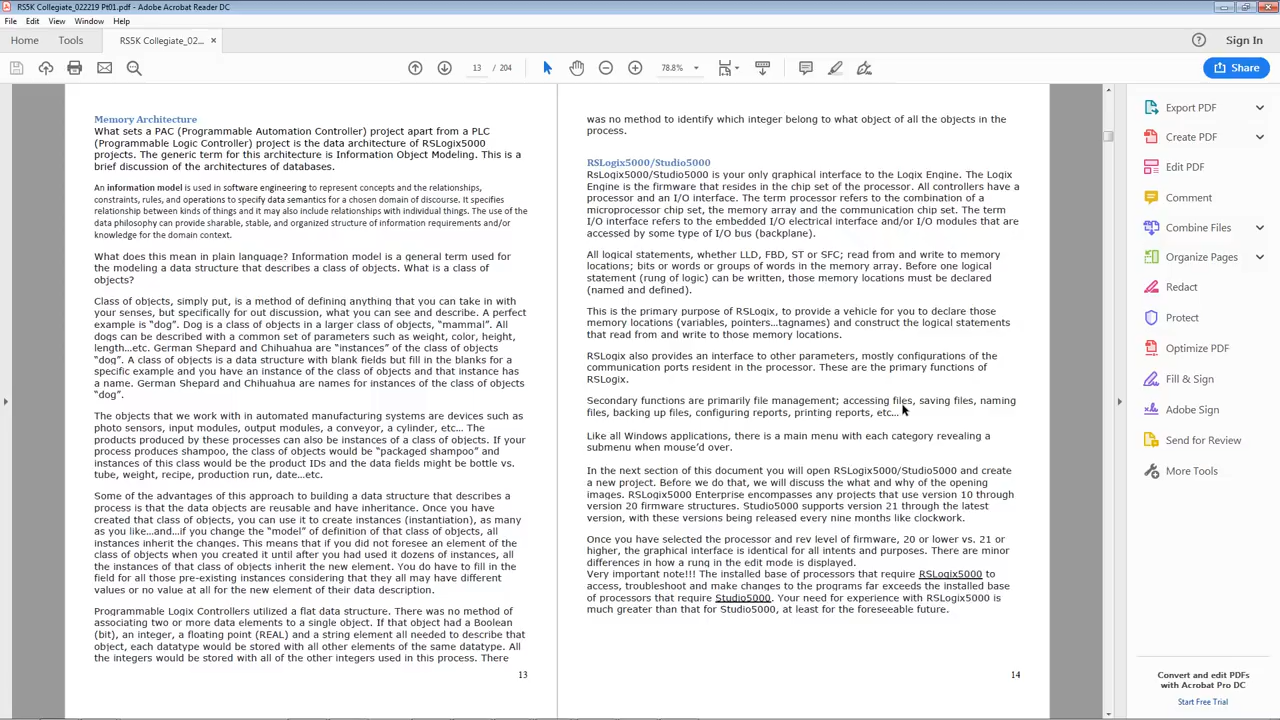 RS5K Collegiate_022219 Pt01.pdf - Adobe Acrobat Reader DC
File Edit View Window Help
Home Tools RS5K Collegiate_02... × Sign In
13 / 204 78.8% Share
Memory Architecture
What sets a PAC (Programmable Automation Controller) project apart from a PLC
(Programmable Logic Controller) project is the data architecture of RSLogix5000
projects. The generic term for this architecture is Information Object Modeling. This is a
brief discussion of the architectures of databases.
An information model is used in software engineering to represent concepts and the relationships,
constraints, rules, and operations to specify data semantics for a chosen domain of discourse. It specifies
relationship between kinds of things and it may also include relationships with individual things. The use of the
data philosophy can provide sharable, stable, and organized structure of information requirements and/or
knowledge for the domain context.
What does this mean in plain language? Information model is a general term used for
the modeling a data structure that describes a class of objects. What is a class of
objects?
Class of objects, simply put, is a method of defining anything that you can take in with
your senses, but specifically for out discussion, what you can see and describe. A perfect
example is “dog”. Dog is a class of objects in a larger class of objects, “mammal”. All
dogs can be described with a common set of parameters such as weight, color, height,
length…etc. German Shepard and Chihuahua are “instances” of the class of objects
“dog”. A class of objects is a data structure with blank fields but fill in the blanks for a
specific example and you have an instance of the class of objects and that instance has
a name. German Shepard and Chihuahua are names for instances of the class of objects
“dog”.
The objects that we work with in automated manufacturing systems are devices such as
photo sensors, input modules, output modules, a conveyor, a cylinder, etc… The
products produced by these processes can also be instances of a class of objects. If your
process produces shampoo, the class of objects would be “packaged shampoo” and
instances of this class would be the product IDs and the data fields might be bottle vs.
tube, weight, recipe, production run, date…etc.
Some of the advantages of this approach to building a data structure that describes a
process is that the data objects are reusable and have inheritance. Once you have
created that class of objects, you can use it to create instances (instantiation), as many
as you like…and…if you change the “model” of definition of that class of objects, all
instances inherit the changes. This means that if you did not foresee an element of the
class of objects when you created it until after you had used it dozens of instances, all
the instances of that class of objects inherit the new element. You do have to fill in the
field for all those pre-existing instances considering that they all may have different
values or no value at all for the new element of their data description.
Programmable Logix Controllers utilized a flat data structure. There was no method of
associating two or more data elements to a single object. If that object had a Boolean
(bit), an integer, a floating point (REAL) and a string element all needed to describe that
object, each datatype would be stored with all other elements of the same datatype. All
the integers would be stored with all of the other integers used in this process. There
13
was no method to identify which integer belong to what object of all the objects in the
process.
RSLogix5000/Studio5000
RsLogix5000/Studio5000 is your only graphical interface to the Logix Engine. The Logix
Engine is the firmware that resides in the chip set of the processor. All controllers have a
processor and an I/O interface. The term processor refers to the combination of a
microprocessor chip set, the memory array and the communication chip set. The term
I/O interface refers to the embedded I/O electrical interface and/or I/O modules that are
accessed by some type of I/O bus (backplane).
All logical statements, whether LLD, FBD, ST or SFC; read from and write to memory
locations; bits or words or groups of words in the memory array. Before one logical
statement (rung of logic) can be written, those memory locations must be declared
(named and defined).
This is the primary purpose of RSLogix, to provide a vehicle for you to declare those
memory locations (variables, pointers…tagnames) and construct the logical statements
that read from and write to those memory locations.
RSLogix also provides an interface to other parameters, mostly configurations of the
communication ports resident in the processor. These are the primary functions of
RSLogix.
Secondary functions are primarily file management; accessing files, saving files, naming
files, backing up files, configuring reports, printing reports, etc…
Like all Windows applications, there is a main menu with each category revealing a
submenu when mouse’d over.
In the next section of this document you will open RSLogix5000/Studio5000 and create
a new project. Before we do that, we will discuss the what and why of the opening
images. RSLogix5000 Enterprise encompasses any projects that use version 10 through
version 20 firmware structures. Studio5000 supports version 21 through the latest
version, with these versions being released every nine months like clockwork.
Once you have selected the processor and rev level of firmware, 20 or lower vs. 21 or
higher, the graphical interface is identical for all intents and purposes. There are minor
differences in how a rung in the edit mode is displayed.
Very important note!!! The installed base of processors that require RSLogix5000 to
access, troubleshoot and make changes to the programs far exceeds the installed base
of processors that require Studio5000. Your need for experience with RSLogix5000 is
much greater than that for Studio5000, at least for the foreseeable future.
14
Export PDF
Create PDF
Edit PDF
Comment
Combine Files
Organize Pages
Redact
Protect
Optimize PDF
Fill & Sign
Adobe Sign
Send for Review
More Tools
Convert and edit PDFs
with Acrobat Pro DC
Start Free Trial